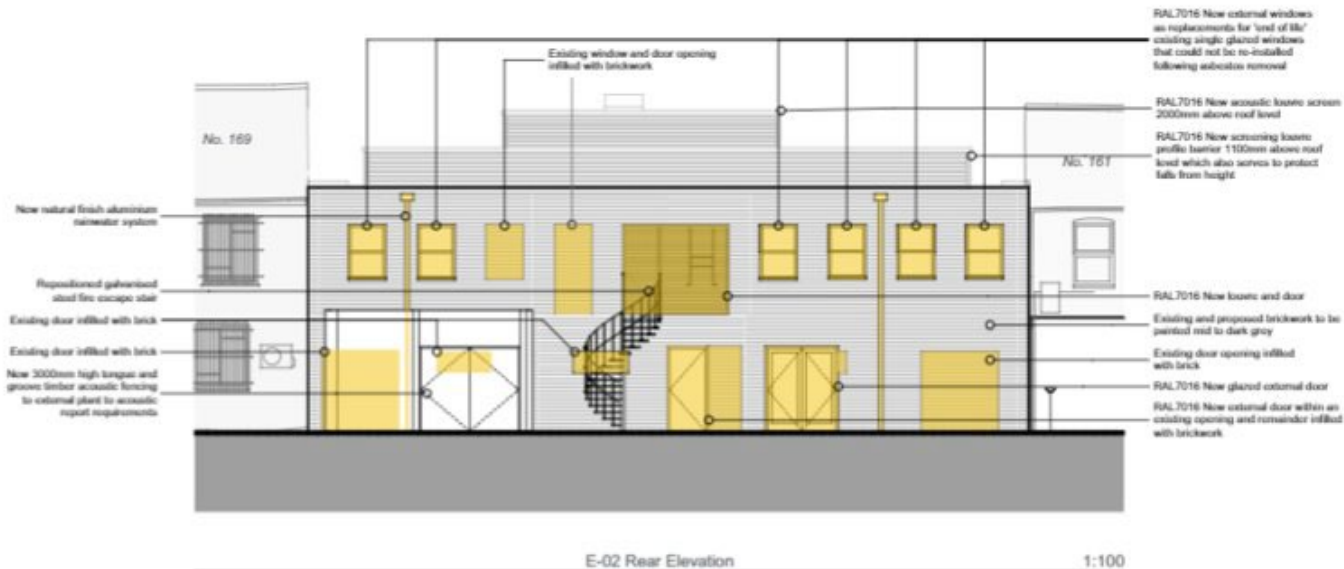 RAL7016 New external windows
as replacements for 'end of life'
existing single glazed windows
that could not be re-installed
following asbestos removal
Existing window and door opening
infilled with brickwork
RAL7016 New acoustic louvre screen
2000mm above roof level
RAL7016 New screening louvre
profile barrier 1100mm above roof
level which also serves to protect
falls from height
No. 169
No. 161
New natural finish aluminium
rainwater system
Repositioned galvanised
steel fire escape stair
Existing door infilled with brick
Existing door infilled with brick
New 3000mm high tongue and
groove timber acoustic fencing
to external plant to acoustic
report requirements
RAL7016 New louvre and door
Existing and proposed brickwork to be
painted mid to dark grey
Existing door opening infilled
with brick
RAL7016 New glazed external door
RAL7016 New external door within an
existing opening and remainder infilled
with brickwork
E-02 Rear Elevation
1:100